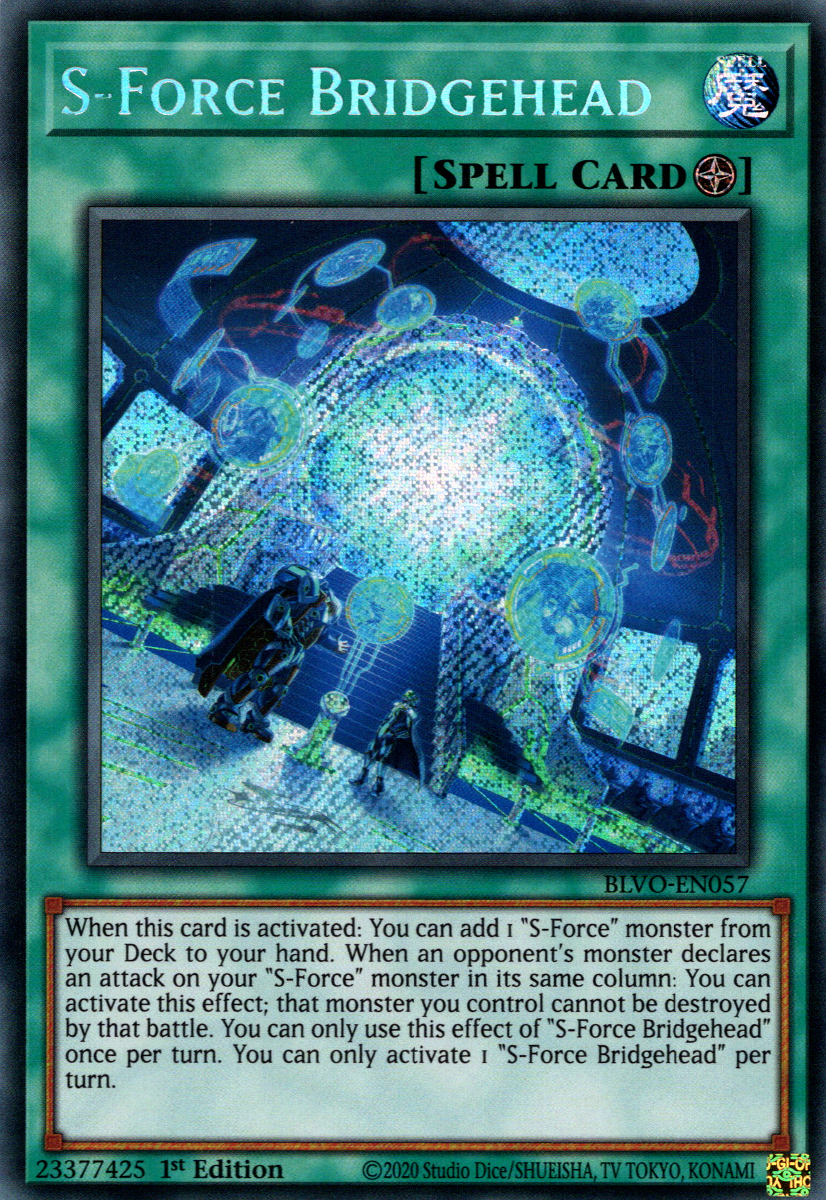 S-Force Bridgehead
SPELL
魔
[Spell Card]
BLVO-EN057
When this card is activated: You can add 1 "S-Force" monster from
your Deck to your hand. When an opponent's monster declares
an attack on your "S-Force" monster in its same column: You can
activate this effect; that monster you control cannot be destroyed
by that battle. You can only use this effect of "S-Force Bridgehead"
once per turn. You can only activate 1 "S-Force Bridgehead" per
turn.
23377425 1st Edition ©2020 Studio Dice/SHUEISHA, TV TOKYO, KONAMI